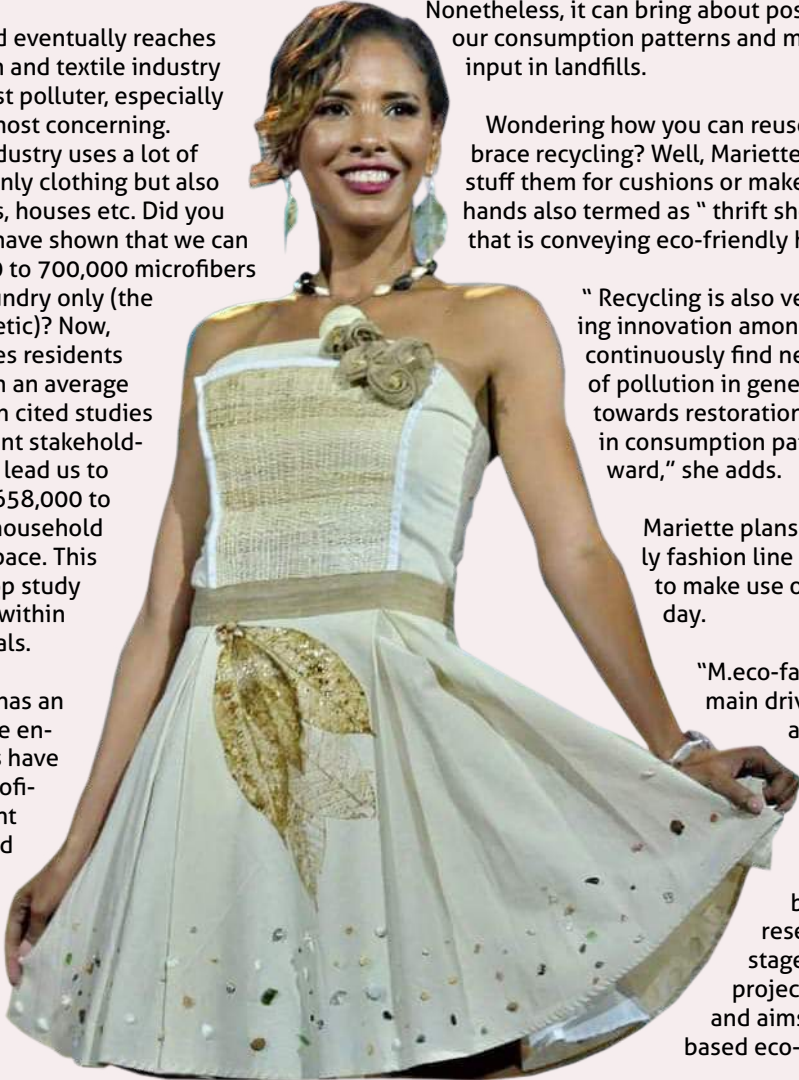 d eventually reaches
n and textile industry
st polluter, especially
nost concerning.
dustry uses a lot of
nly clothing but also
s, houses etc. Did you
have shown that we can
0 to 700,000 microfibers
undry only (the
etic)? Now,
es residents
n an average
n cited studies
nt stakehold-
lead us to
658,000 to
household
pace. This
op study
within
als.
has an
e en-
s have
ofi-
nt
d
Nonetheless, it can bring about pos
our consumption patterns and m
input in landfills.
Wondering how you can reuse
brace recycling? Well, Mariette
stuff them for cushions or make
hands also termed as “ thrift sh
that is conveying eco-friendly h
“ Recycling is also ve
ing innovation amon
continuously find ne
of pollution in gene
towards restoration
in consumption pa
ward,” she adds.
Mariette plans
ly fashion line
to make use o
day.
“M.eco-fa
main driv
a
b
rese
stage
projec
and aims
based eco-